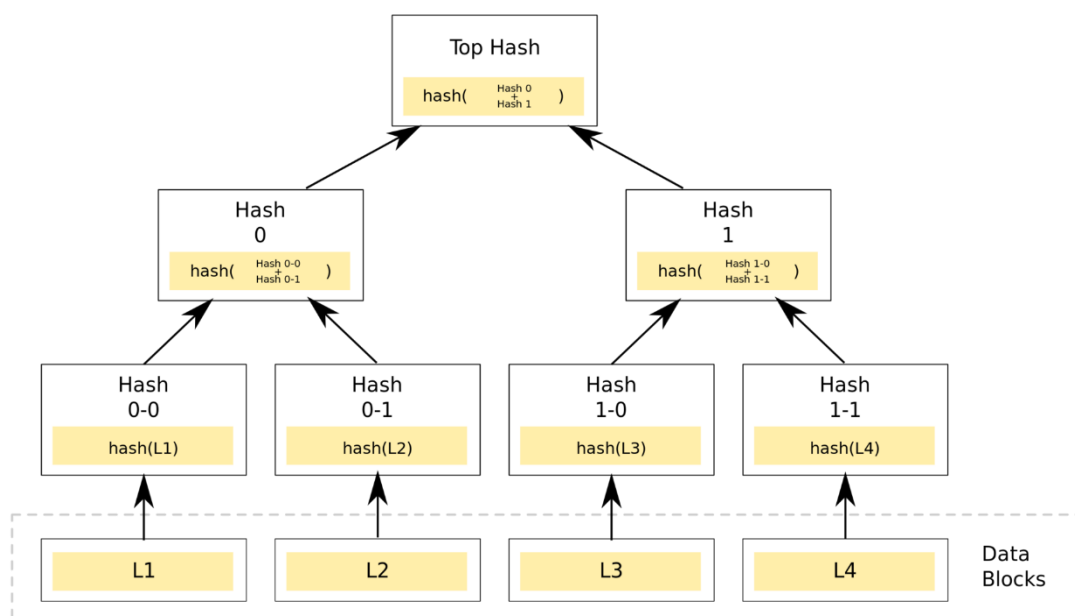 Top Hash
hash( Hash 0 + Hash 1 )
Hash
0
hash( Hash 0-0 + Hash 0-1 )
Hash
1
hash( Hash 1-0 + Hash 1-1 )
Hash
0-0
hash(L1)
Hash
0-1
hash(L2)
Hash
1-0
hash(L3)
Hash
1-1
hash(L4)
L1
L2
L3
L4
Data
Blocks